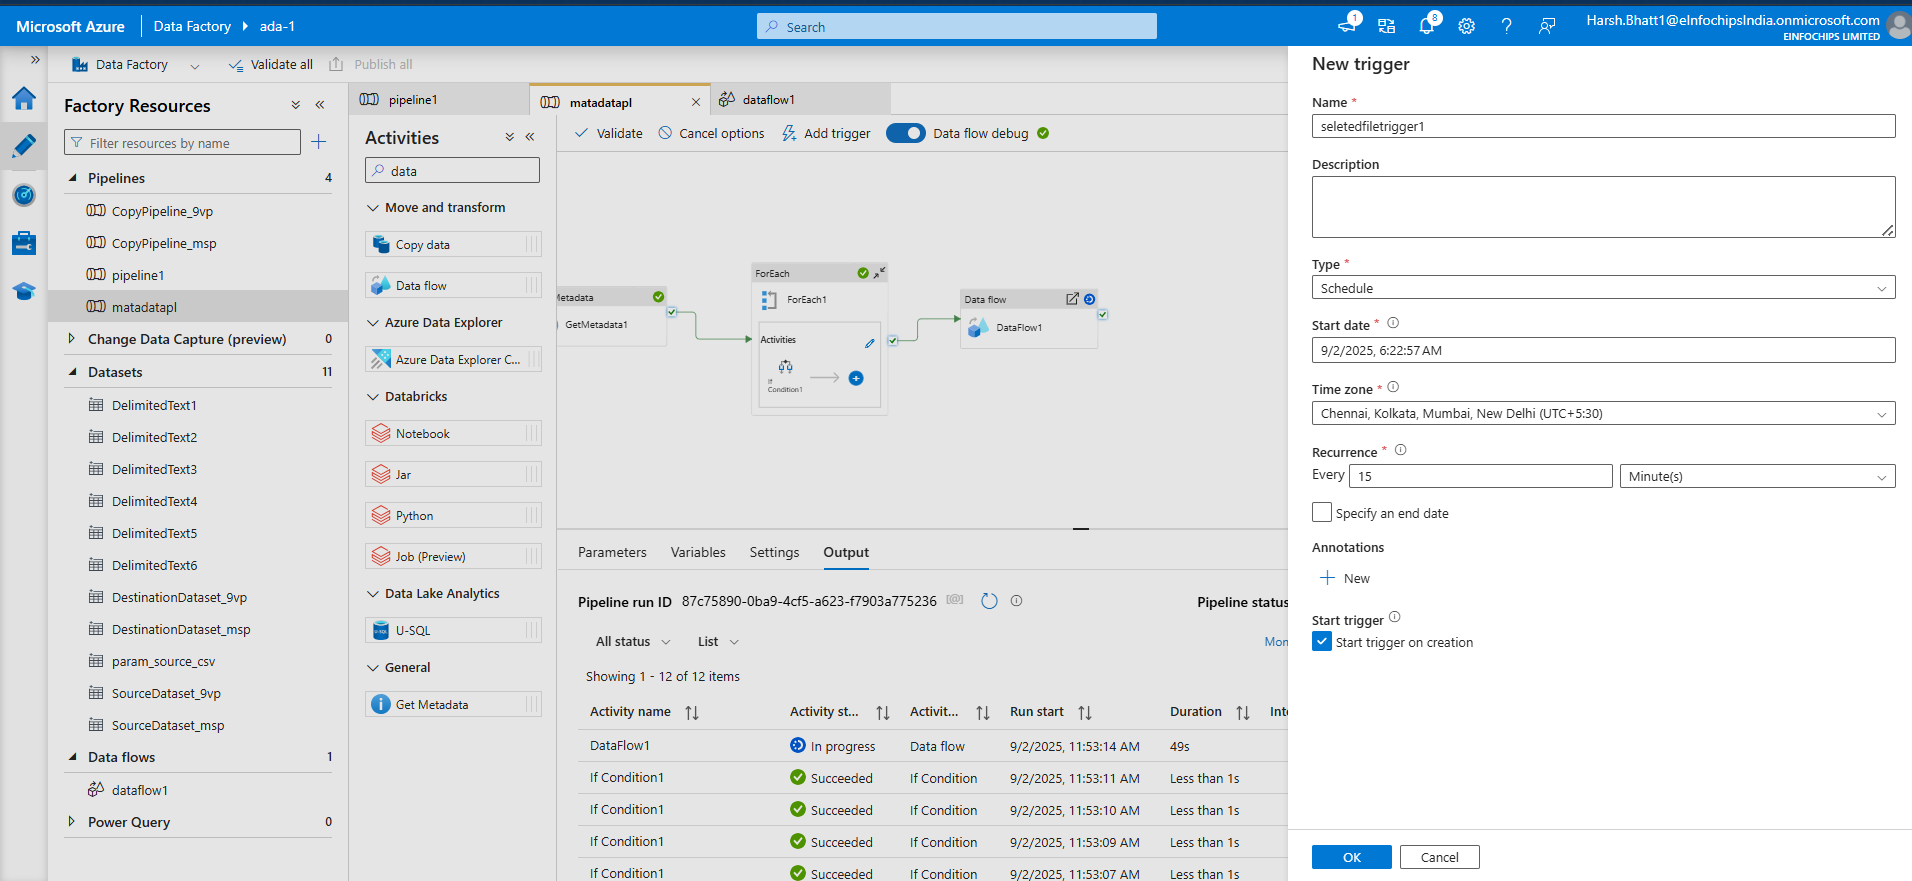 Microsoft Azure
Data Factory
ada-1
Search
1
8
Harsh.Bhatt1@eInfochipsIndia.onmicrosoft.com
EINFOCHIPS LIMITED
Data Factory
Validate all
Publish all
Factory Resources
Filter resources by name
Pipelines 4
CopyPipeline_9vp
CopyPipeline_msp
pipeline1
matadatapl
Change Data Capture (preview) 0
Datasets 11
DelimitedText1
DelimitedText2
DelimitedText3
DelimitedText4
DelimitedText5
DelimitedText6
DestinationDataset_9vp
DestinationDataset_msp
param_source_csv
SourceDataset_9vp
SourceDataset_msp
Data flows 1
dataflow1
Power Query 0
pipeline1
matadatapl
dataflow1
Activities
data
Move and transform
Copy data
Data flow
Azure Data Explorer
Azure Data Explorer C...
Databricks
Notebook
Jar
Python
Job (Preview)
Data Lake Analytics
U-SQL
U-SQL
General
Get Metadata
Validate
Cancel options
Add trigger
Data flow debug
Metadata
GetMetadata1
ForEach
ForEach1
Activities
If
Condition1
Data flow
DataFlow1
Parameters Variables Settings Output
Pipeline run ID 87c75890-0ba9-4cf5-a623-f7903a775236
Pipeline status
All status List
Mon
Showing 1 - 12 of 12 items
Activity name Activity st... Activit... Run start Duration Inte
DataFlow1 In progress Data flow 9/2/2025, 11:53:14 AM 49s
If Condition1 Succeeded If Condition 9/2/2025, 11:53:11 AM Less than 1s
If Condition1 Succeeded If Condition 9/2/2025, 11:53:10 AM Less than 1s
If Condition1 Succeeded If Condition 9/2/2025, 11:53:09 AM Less than 1s
If Condition1 Succeeded If Condition 9/2/2025, 11:53:07 AM Less than 1s
New trigger
Name *
seletedfiletrigger1
Description
Type *
Schedule
Start date *
9/2/2025, 6:22:57 AM
Time zone *
Chennai, Kolkata, Mumbai, New Delhi (UTC+5:30)
Recurrence *
Every 15 Minute(s)
Specify an end date
Annotations
New
Start trigger
Start trigger on creation
OK
Cancel